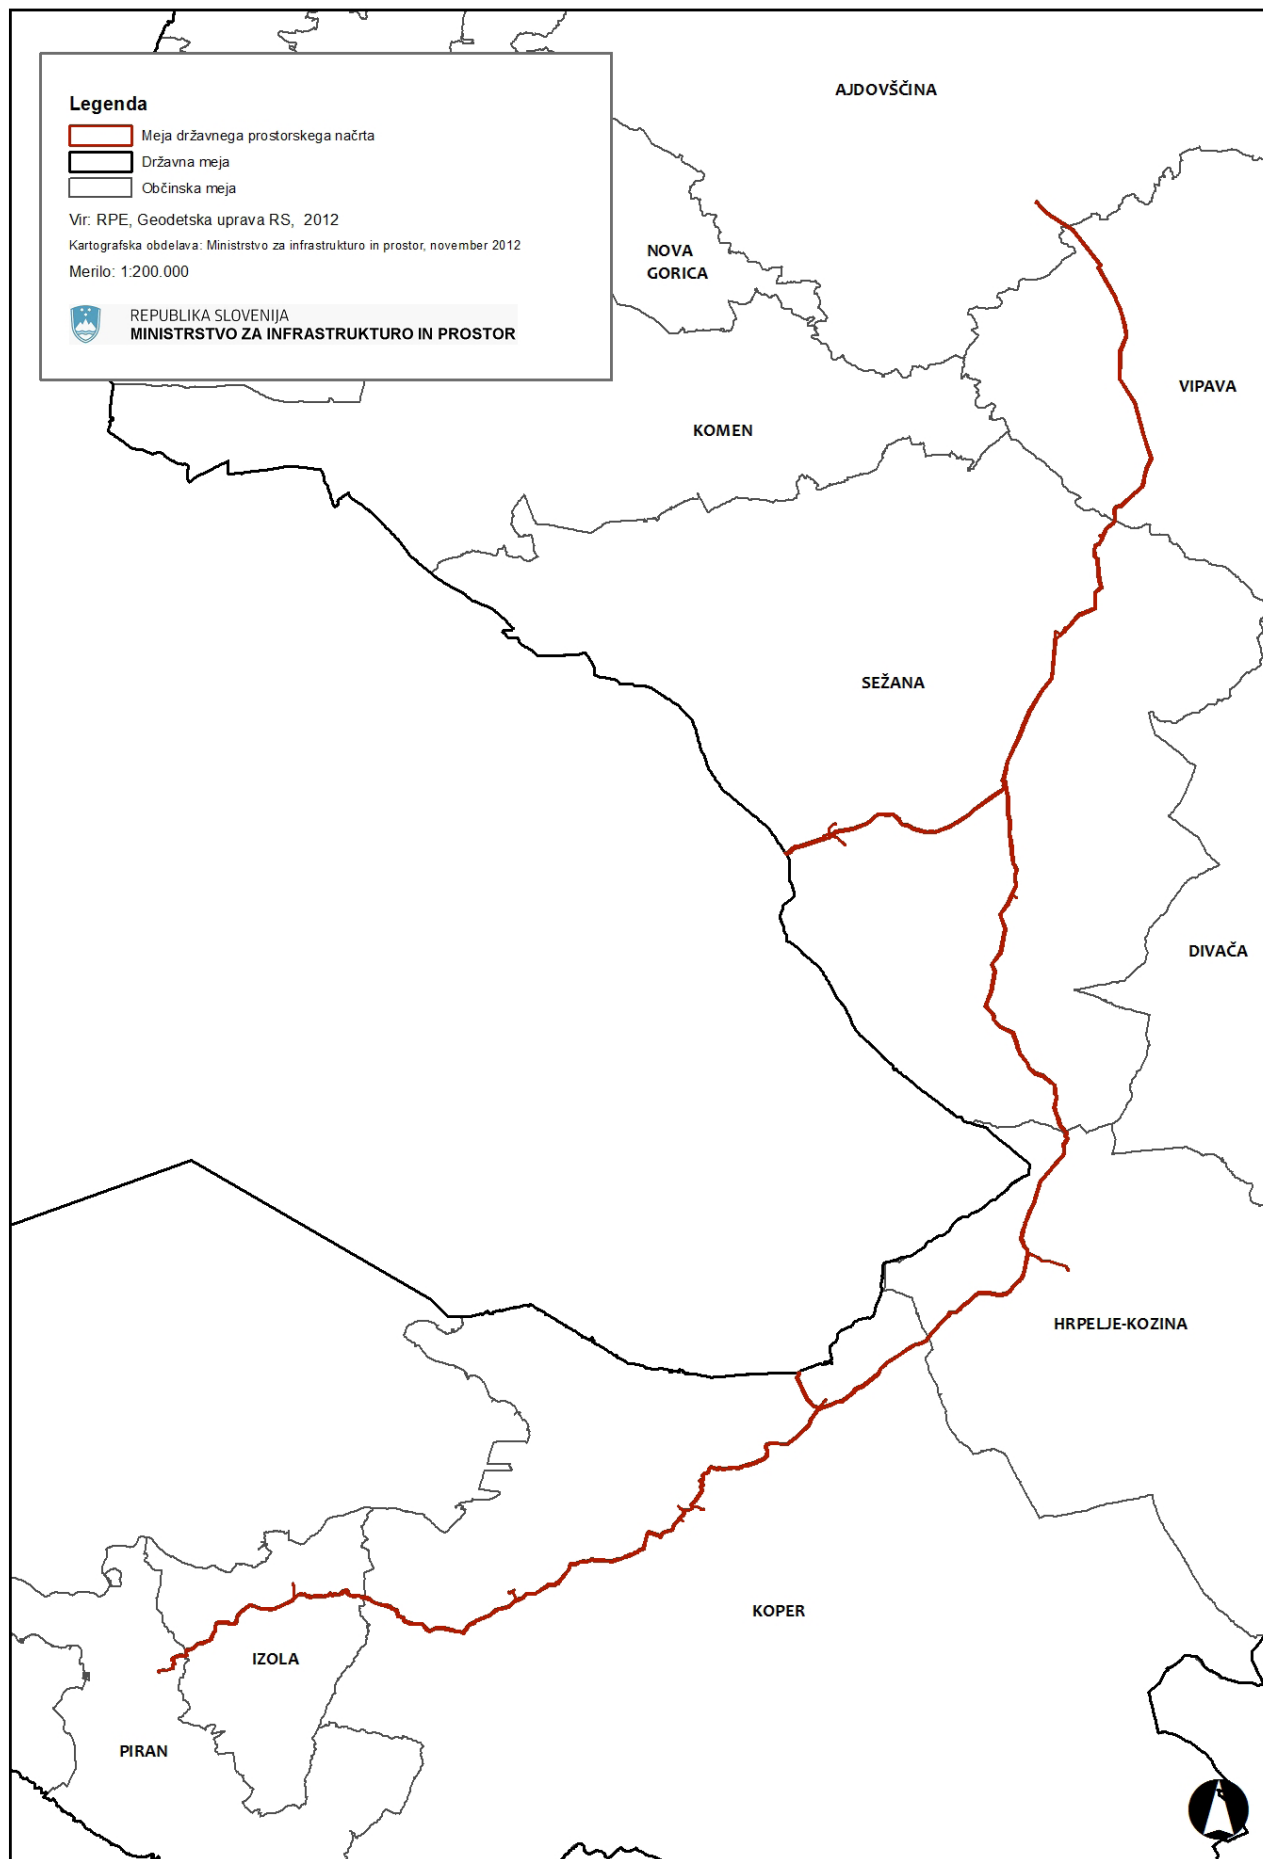 Legenda
Meja državnega prostorskega načrta
Državna meja
Občinska meja
Vir: RPE, Geodetska uprava RS, 2012
Kartografska obdelava: Ministrstvo za infrastrukturo in prostor, november 2012
Merilo: 1:200.000
REPUBLIKA SLOVENIJA
MINISTRSTVO ZA INFRASTRUKTURO IN PROSTOR
AJDOVŠČINA
NOVA
GORICA
VIPAVA
KOMEN
SEŽANA
DIVAČA
HRPELJE-KOZINA
KOPER
IZOLA
PIRAN